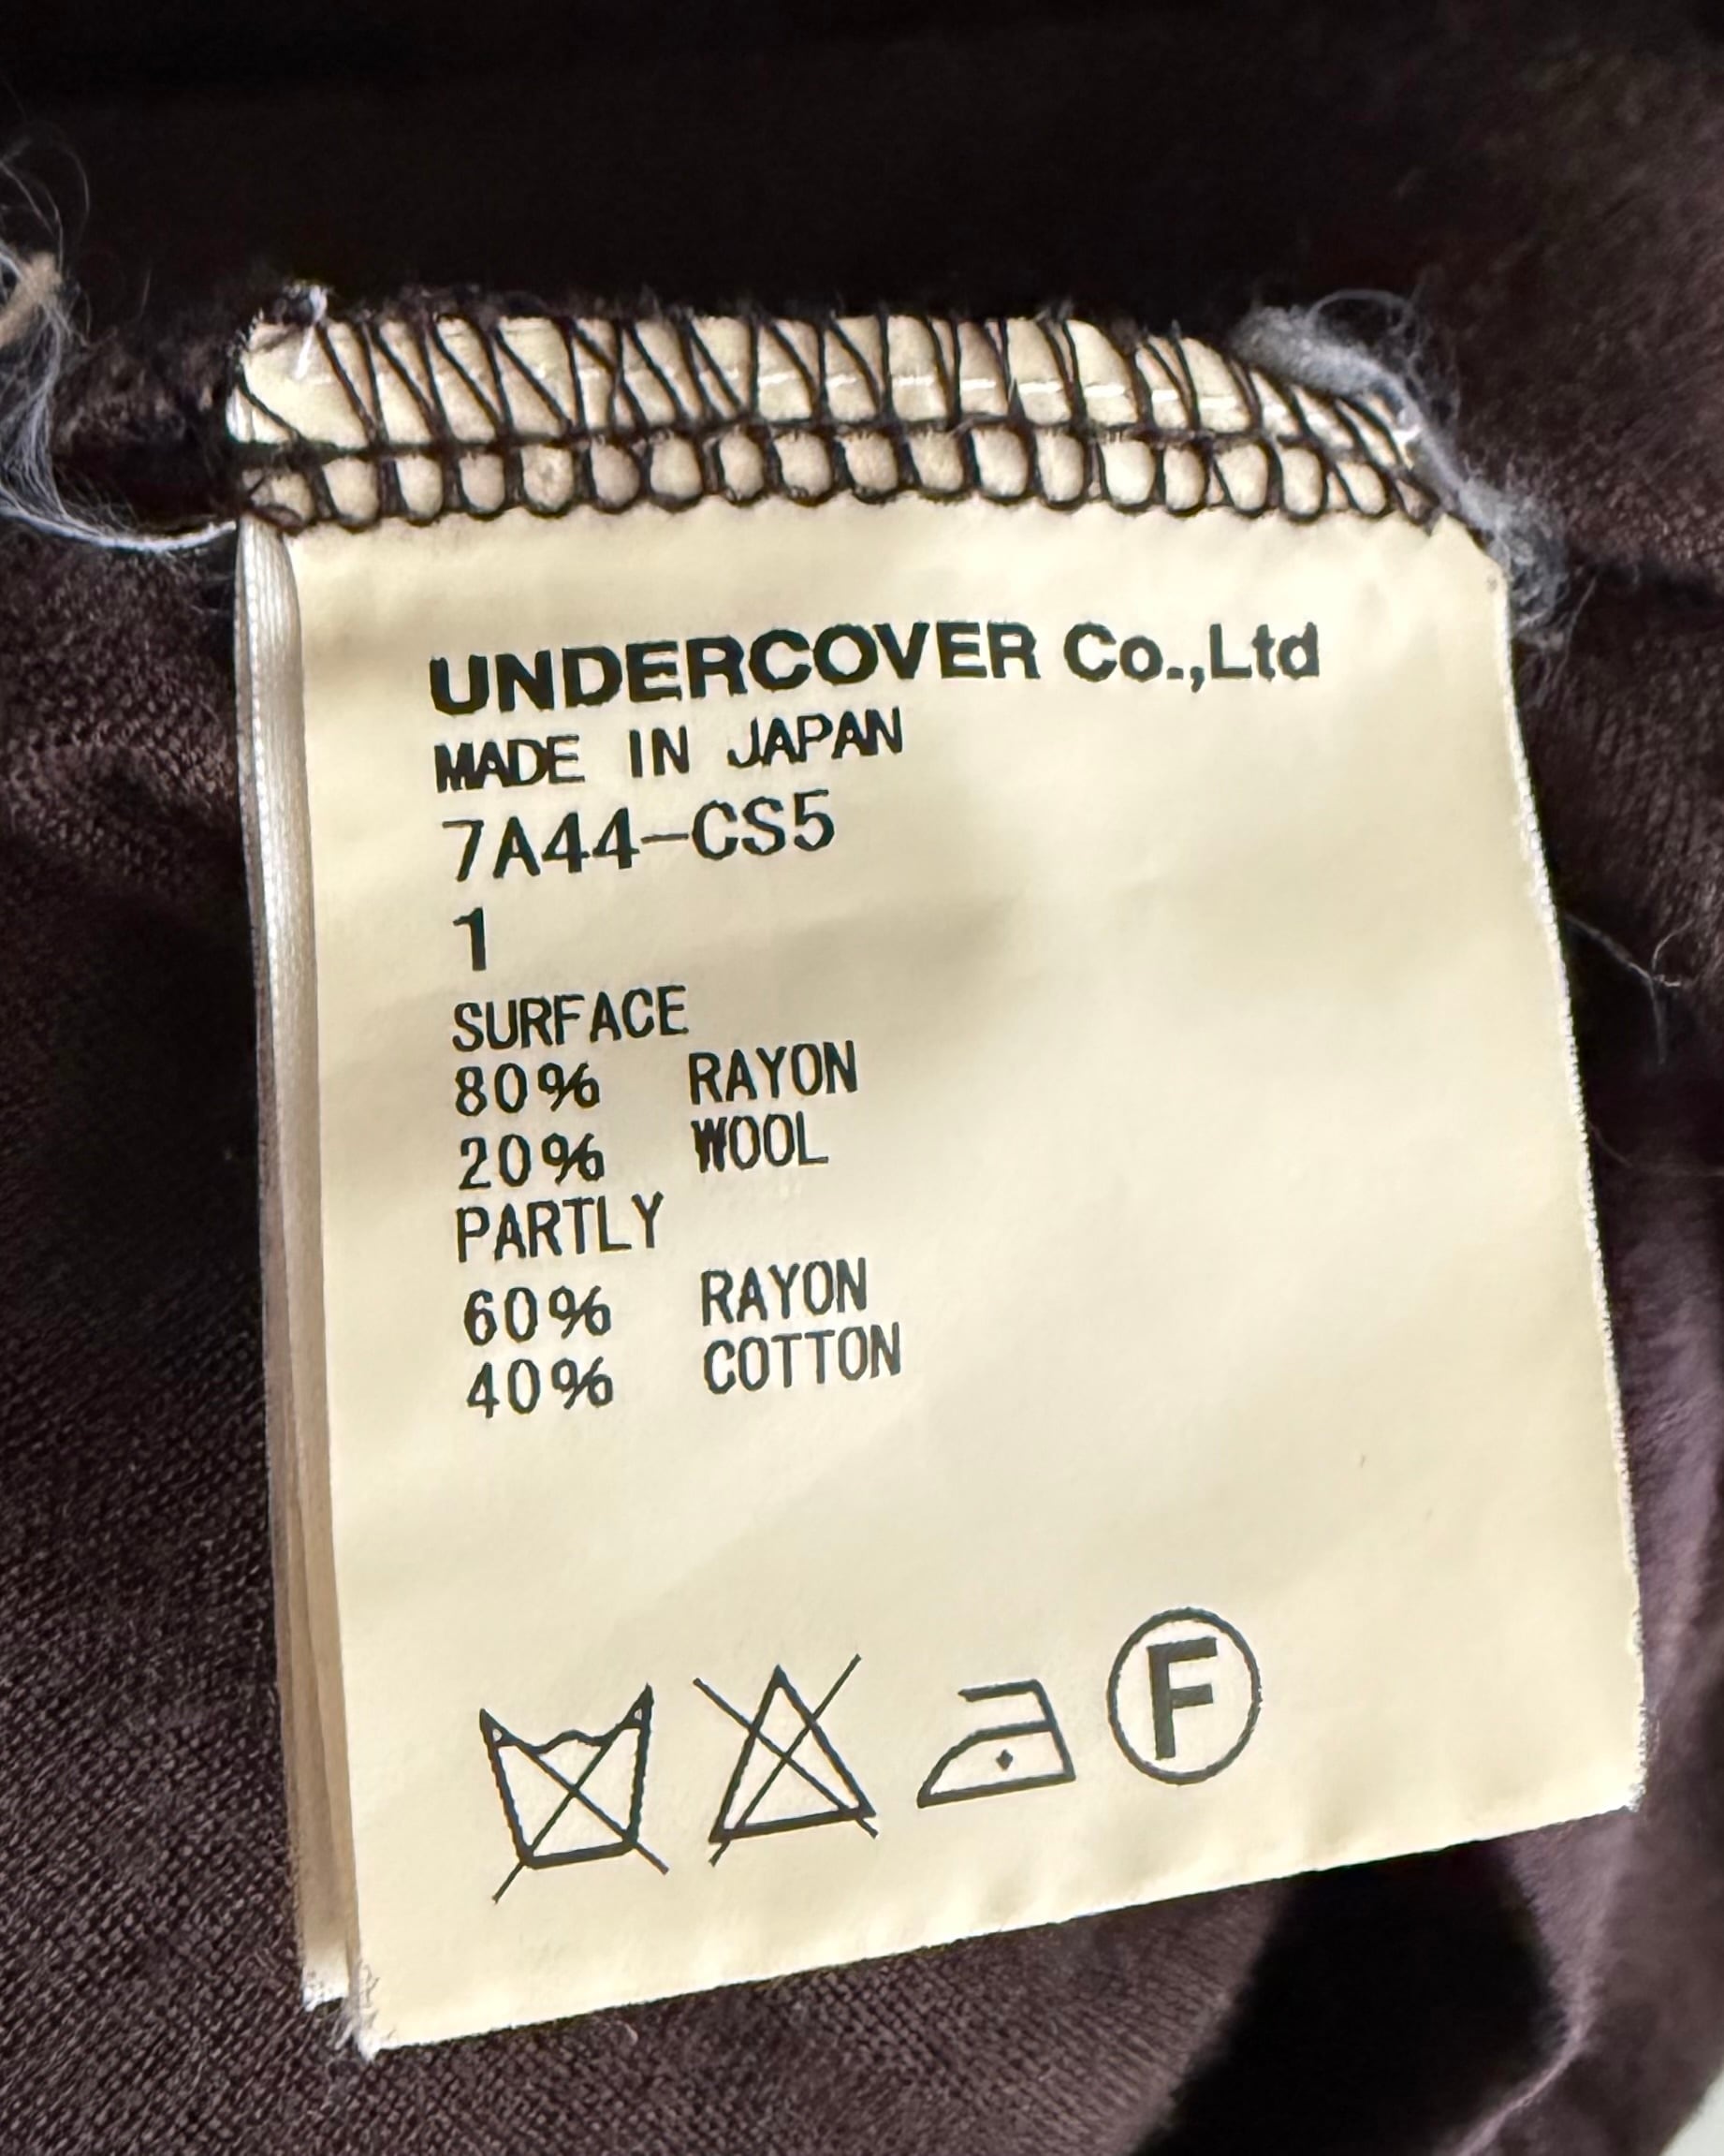 UNDERCOVER Co.,Ltd
MADE IN JAPAN
7A44-CS5
1
SURFACE
80% RAYON
20% WOOL
PARTLY
60% RAYON
40% COTTON
F